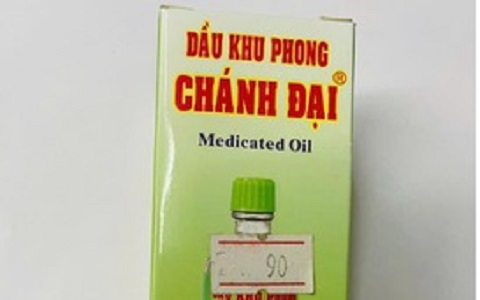 DẦU KHU PHONG
CHÁNH ĐẠI®
Medicated Oil
90